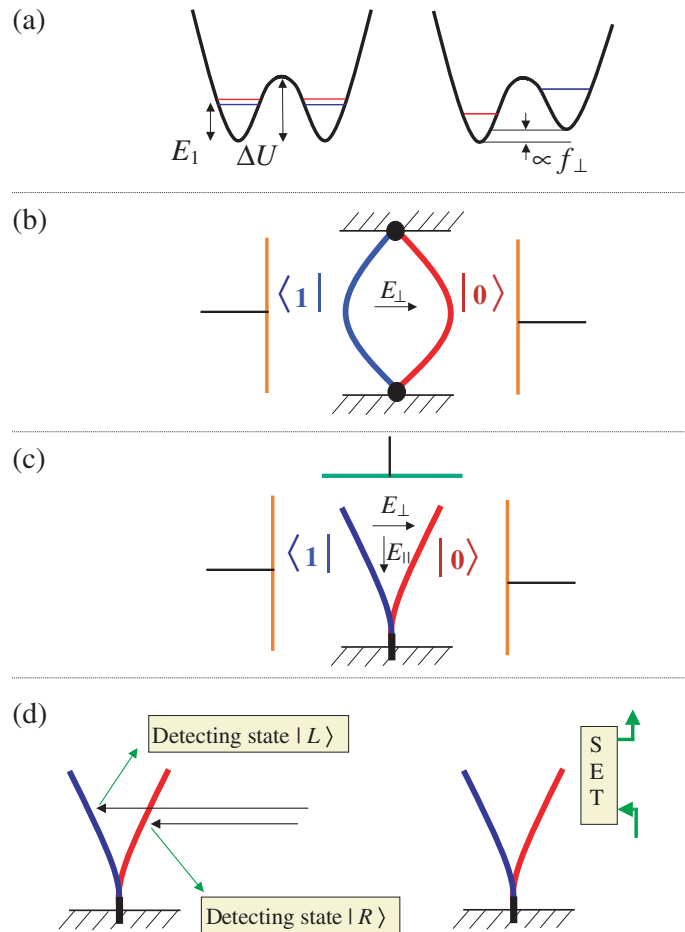 (a)
E₁
ΔU
∝ f⊥
(b)
⟨1|
E⊥
|0⟩
(c)
E⊥
⟨1|
E||
|0⟩
(d)
Detecting state | L ⟩
S
E
T
Detecting state | R ⟩